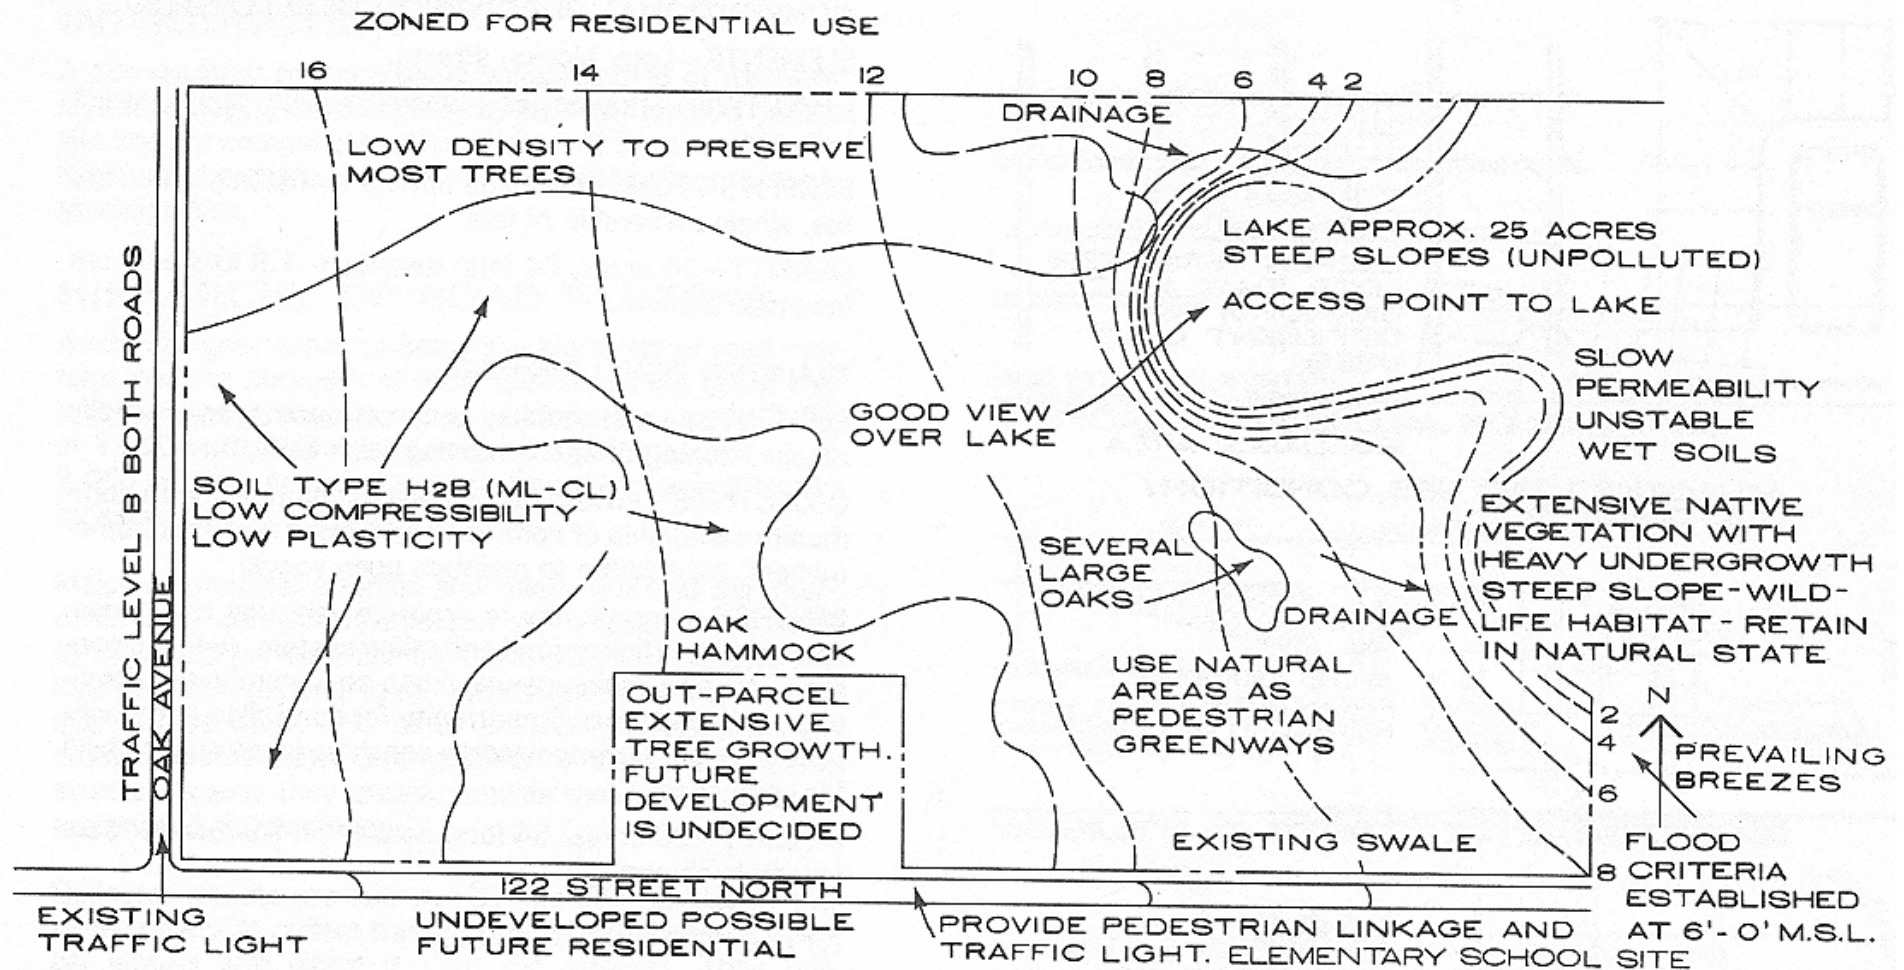 ZONED FOR RESIDENTIAL USE
16 14 12 10 8 6 4 2
DRAINAGE
LOW DENSITY TO PRESERVE
MOST TREES
LAKE APPROX. 25 ACRES
STEEP SLOPES (UNPOLLUTED)
ACCESS POINT TO LAKE
TRAFFIC LEVEL B BOTH ROADS
OAK AVENUE
GOOD VIEW
OVER LAKE
SLOW
PERMEABILITY
UNSTABLE
WET SOILS
SOIL TYPE H2B (ML-CL)
LOW COMPRESSIBILITY
LOW PLASTICITY
EXTENSIVE NATIVE
VEGETATION WITH
HEAVY UNDERGROWTH
STEEP SLOPE-WILD-
LIFE HABITAT - RETAIN
IN NATURAL STATE
SEVERAL
LARGE
OAKS
DRAINAGE
OAK
HAMMOCK
USE NATURAL
AREAS AS
PEDESTRIAN
GREENWAYS
OUT-PARCEL
EXTENSIVE
TREE GROWTH.
FUTURE
DEVELOPMENT
IS UNDECIDED
N
2
4
6
8
PREVAILING
BREEZES
EXISTING SWALE
FLOOD
CRITERIA
ESTABLISHED
AT 6'-0' M.S.L.
122 STREET NORTH
EXISTING
TRAFFIC LIGHT
UNDEVELOPED POSSIBLE
FUTURE RESIDENTIAL
PROVIDE PEDESTRIAN LINKAGE AND
TRAFFIC LIGHT. ELEMENTARY SCHOOL SITE